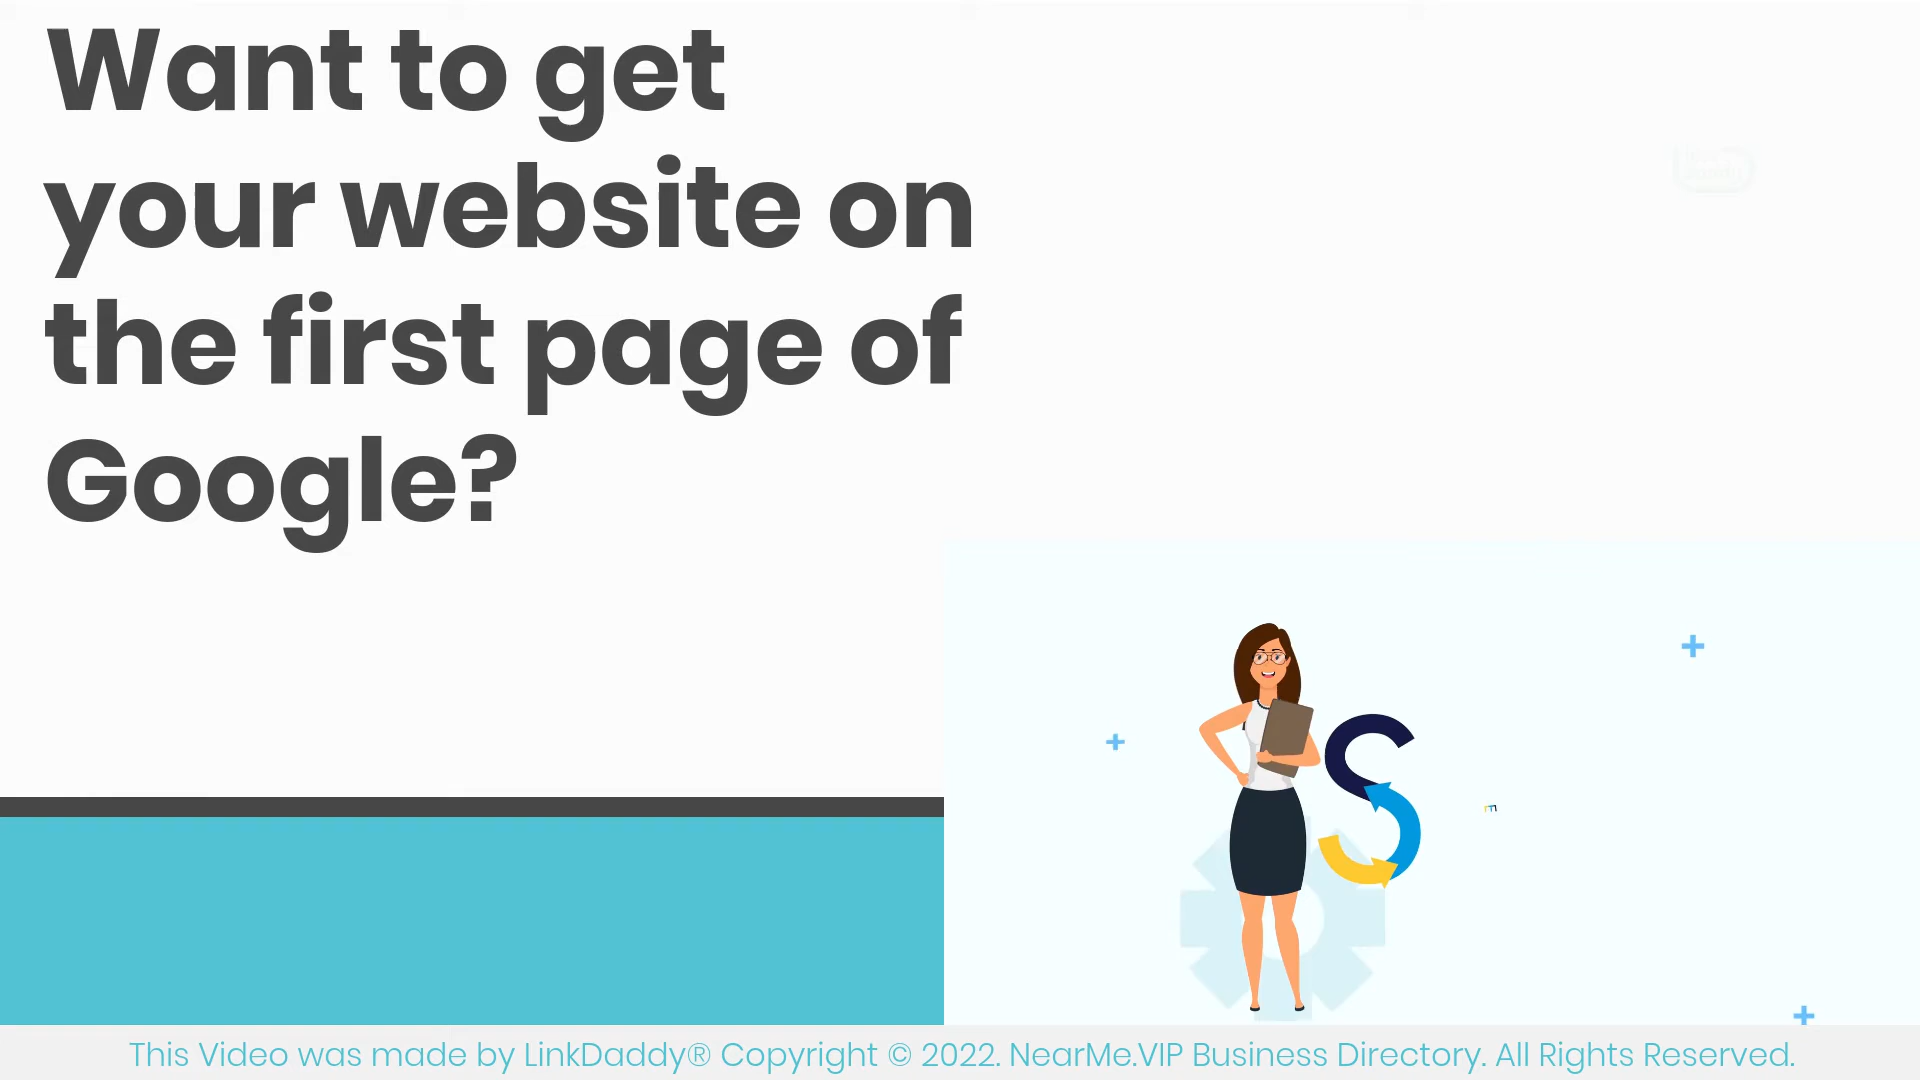 Want to get
your website on
the first page of
Google?
S
This Video was made by LinkDaddy® Copyright © 2022. NearMe.VIP Business Directory. All Rights Reserved.